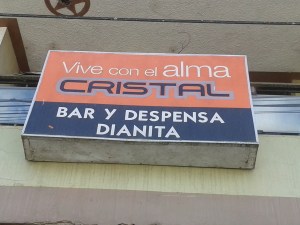 Vive con el alma
CRISTAL
BAR Y DESPENSA
DIANITA